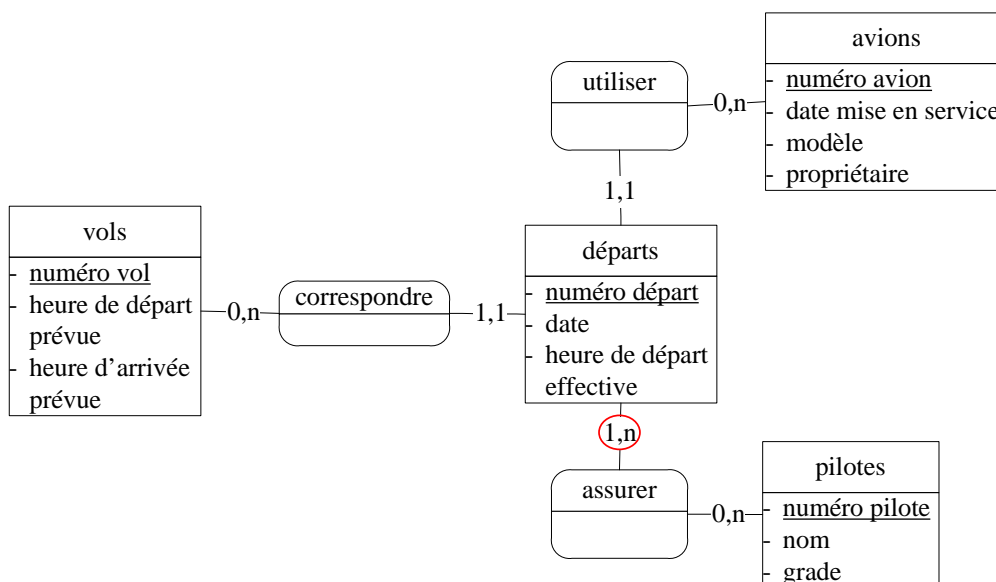 avions
numéro avion
date mise en service
modèle
propriétaire
utiliser
0,n
1,1
vols
numéro vol
heure de départ
prévue
heure d’arrivée
prévue
0,n
correspondre
1,1
départs
numéro départ
date
heure de départ
effective
1,n
assurer
0,n
pilotes
numéro pilote
nom
grade